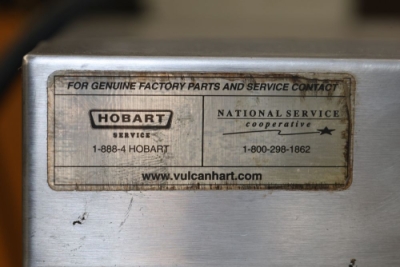 FOR GENUINE FACTORY PARTS AND SERVICE CONTACT
HOBART
SERVICE
1-888-4 HOBART
NATIONAL SERVICE
cooperative
1-800-298-1862
www.vulcanhart.com